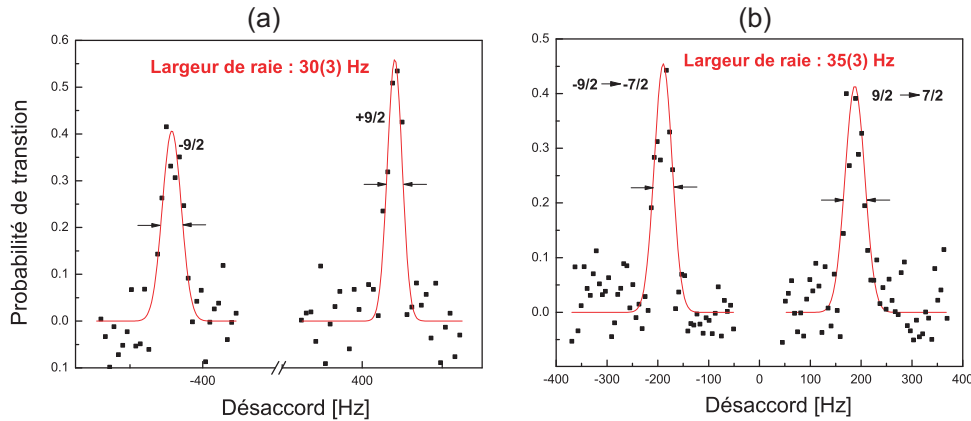 (a)
(b)
Largeur de raie : 30(3) Hz
-9/2
+9/2
Probabilité de transtion
0.6
0.5
0.4
0.3
0.2
0.1
0.0
0.1
-400
400
Désaccord [Hz]
Largeur de raie : 35(3) Hz
-9/2 → -7/2
9/2 → 7/2
0.5
0.4
0.3
0.2
0.1
0.0
-400 -300 -200 -100 0 100 200 300 400
Désaccord [Hz]